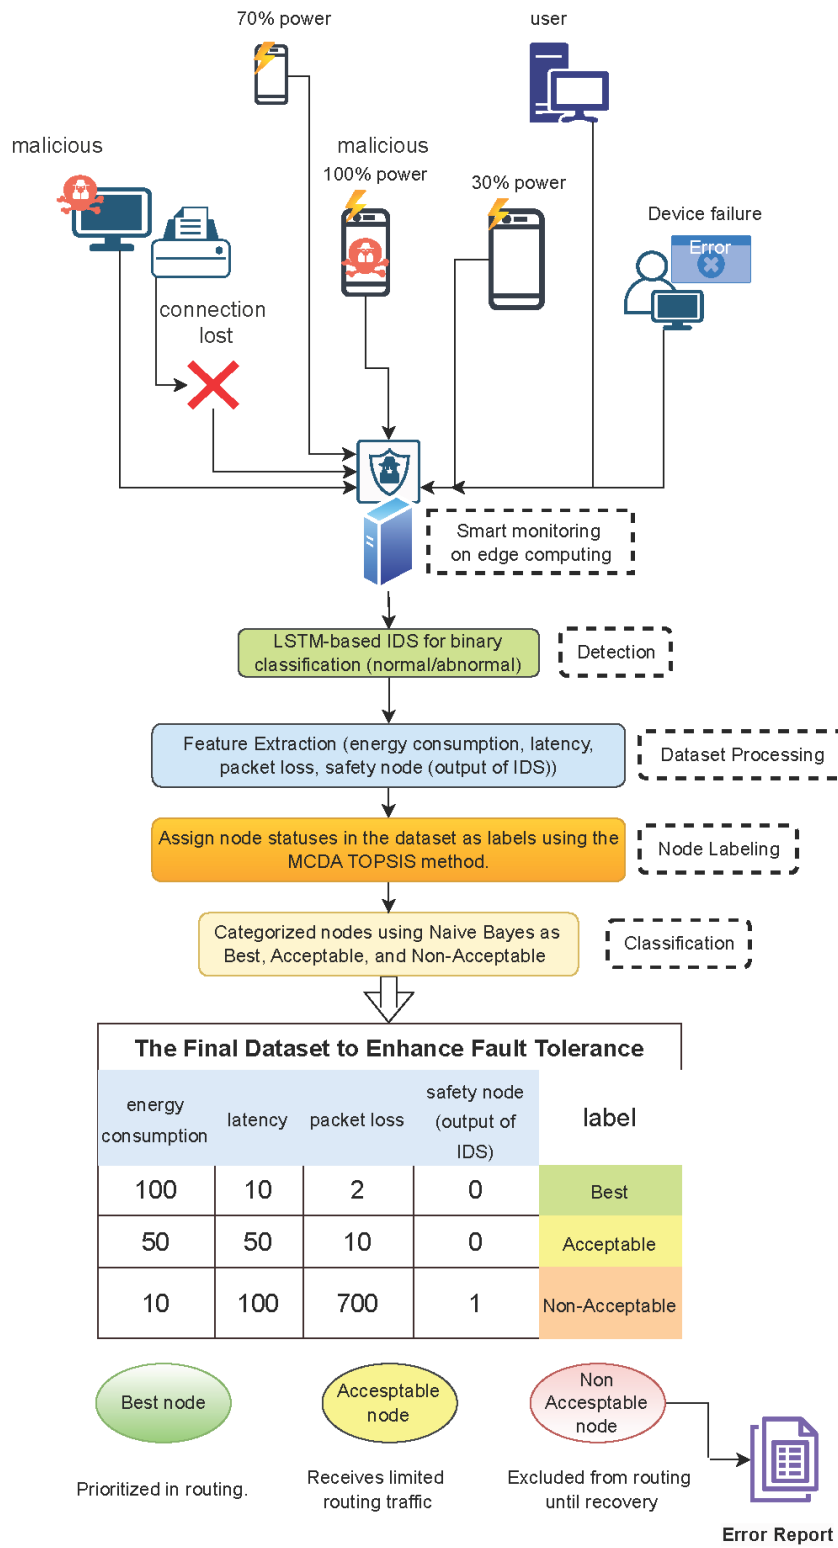 70% power
user
malicious
malicious
100% power
30% power
Device failure
Error
connection
lost
Smart monitoring
on edge computing
LSTM-based IDS for binary
classification (normal/abnormal)
Detection
Feature Extraction (energy consumption, latency,
packet loss, safety node (output of IDS))
Dataset Processing
Assign node statuses in the dataset as labels using the
MCDA TOPSIS method.
Node Labeling
Categorized nodes using Naive Bayes as
Best, Acceptable, and Non-Acceptable
Classification
The Final Dataset to Enhance Fault Tolerance
energy
consumption
latency
packet loss
safety node
(output of
IDS)
label
100
10
2
0
Best
50
50
10
0
Acceptable
10
100
700
1
Non-Acceptable
Best node
Accesptable
node
Non
Accesptable
node
Prioritized in routing.
Receives limited
routing traffic
Excluded from routing
until recovery
Error Report